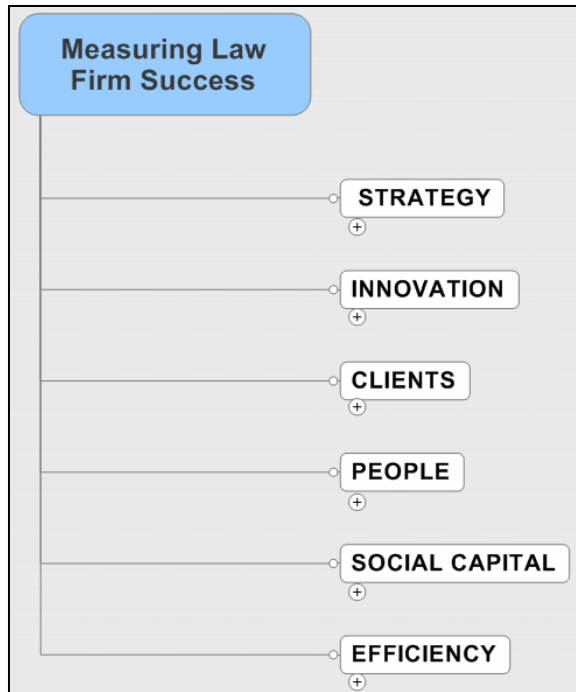 Measuring Law
Firm Success
STRATEGY
INNOVATION
CLIENTS
PEOPLE
SOCIAL CAPITAL
EFFICIENCY